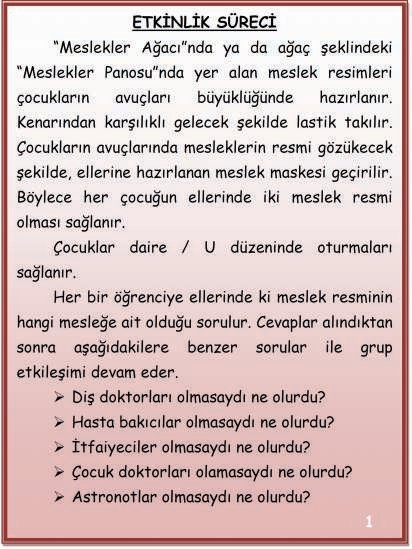 ETKİNLİK SÜRECİ
“Meslekler Ağacı”nda ya da ağaç şeklindeki
“Meslekler Panosu”nda yer alan meslek resimleri
çocukların avuçları büyüklüğünde hazırlanır.
Kenarından karşılıklı gelecek şekilde lastik takılır.
Çocukların avuçlarında mesleklerin resmi gözükecek
şekilde, ellerine hazırlanan meslek maskesi geçirilir.
Böylece her çocuğun ellerinde iki meslek resmi
olması sağlanır.
Çocuklar daire / U düzeninde oturmaları
sağlanır.
Her bir öğrenciye ellerinde ki meslek resminin
hangi mesleğe ait olduğu sorulur. Cevaplar alındıktan
sonra aşağıdakilere benzer sorular ile grup
etkileşimi devam eder.
➢ Diş doktorları olmasaydı ne olurdu?
➢ Hasta bakıcılar olmasaydı ne olurdu?
➢ İtfaiyeciler olmasaydı ne olurdu?
➢ Çocuk doktorları olamasaydı ne olurdu?
➢ Astronotlar olmasaydı ne olurdu?
1